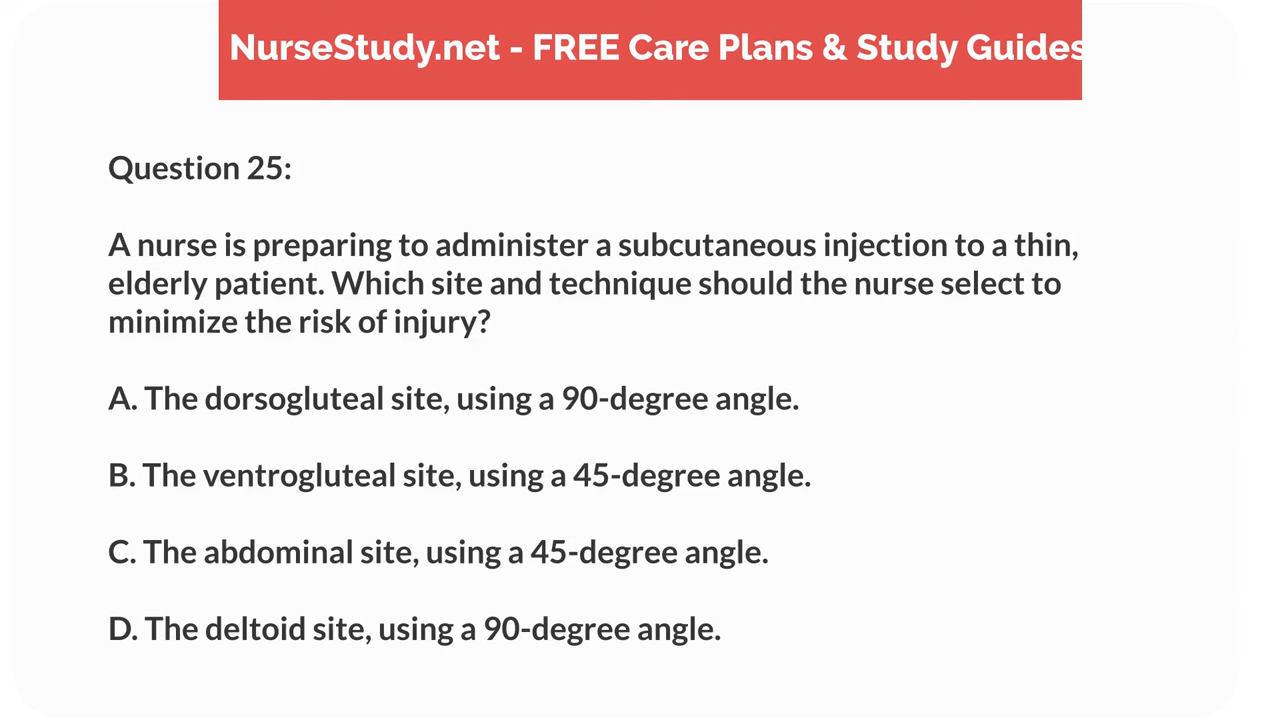 NurseStudy.net - FREE Care Plans & Study Guides
Question 25:
A nurse is preparing to administer a subcutaneous injection to a thin,
elderly patient. Which site and technique should the nurse select to
minimize the risk of injury?
A. The dorsogluteal site, using a 90-degree angle.
B. The ventrogluteal site, using a 45-degree angle.
C. The abdominal site, using a 45-degree angle.
D. The deltoid site, using a 90-degree angle.